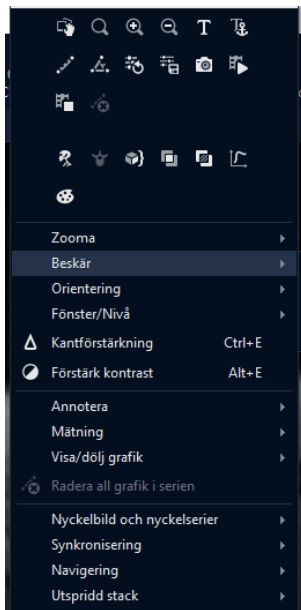 T
Zooma
Beskär
Orientering
Fönster/Nivå
Kantförstärkning Ctrl+E
Förstärk kontrast Alt+E
Annotera
Mätning
Visa/dölj grafik
Radera all grafik i serien
Nyckelbild och nyckelserier
Synkronisering
Navigering
Utspridd stack